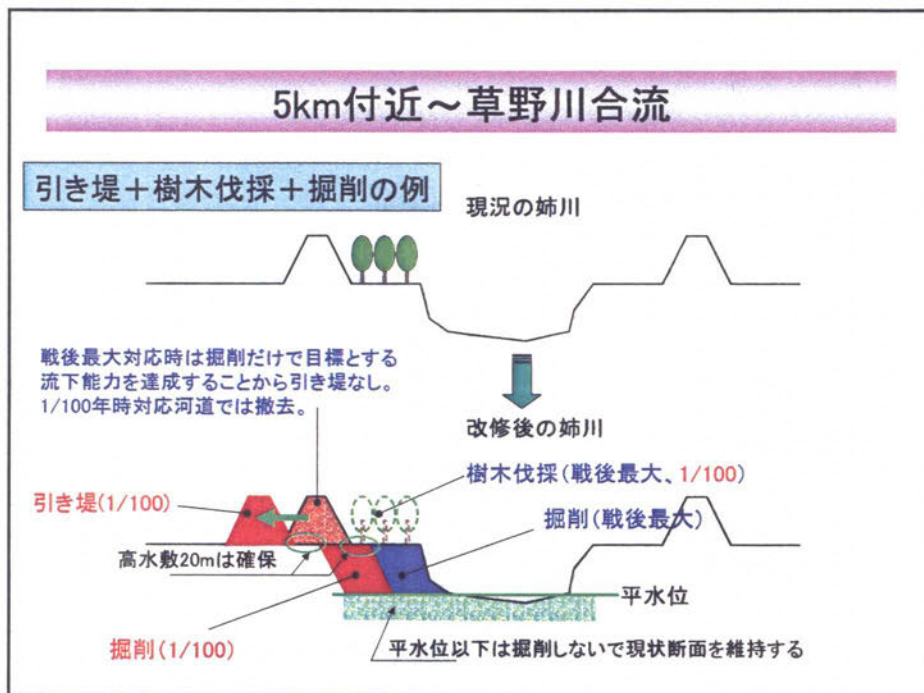 5km付近～草野川合流
引き堤＋樹木伐採＋掘削の例
現況の姉川
戦後最大対応時は掘削だけで目標とする
流下能力を達成することから引き堤なし。
1/100年時対応河道では撤去。
改修後の姉川
樹木伐採(戦後最大、1/100)
引き堤(1/100)
掘削(戦後最大)
高水敷20mは確保
平水位
掘削(1/100)
平水位以下は掘削しないで現状断面を維持する